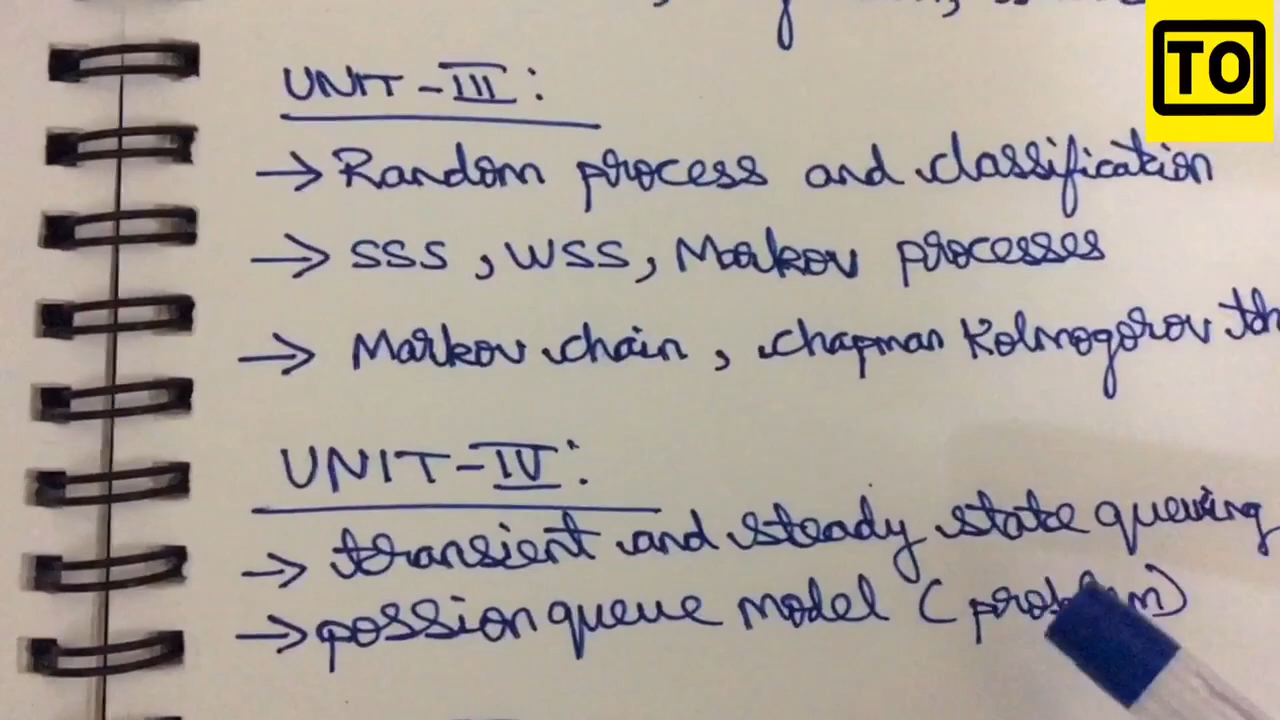 TO
UNIT-III:
→ Random process and classification
→ SSS, WSS, Markov processes
→ Markov chain, chapman Kolmogorov th
UNIT-IV:
→ transient and steady state queuing
→ possion queue model (problem)